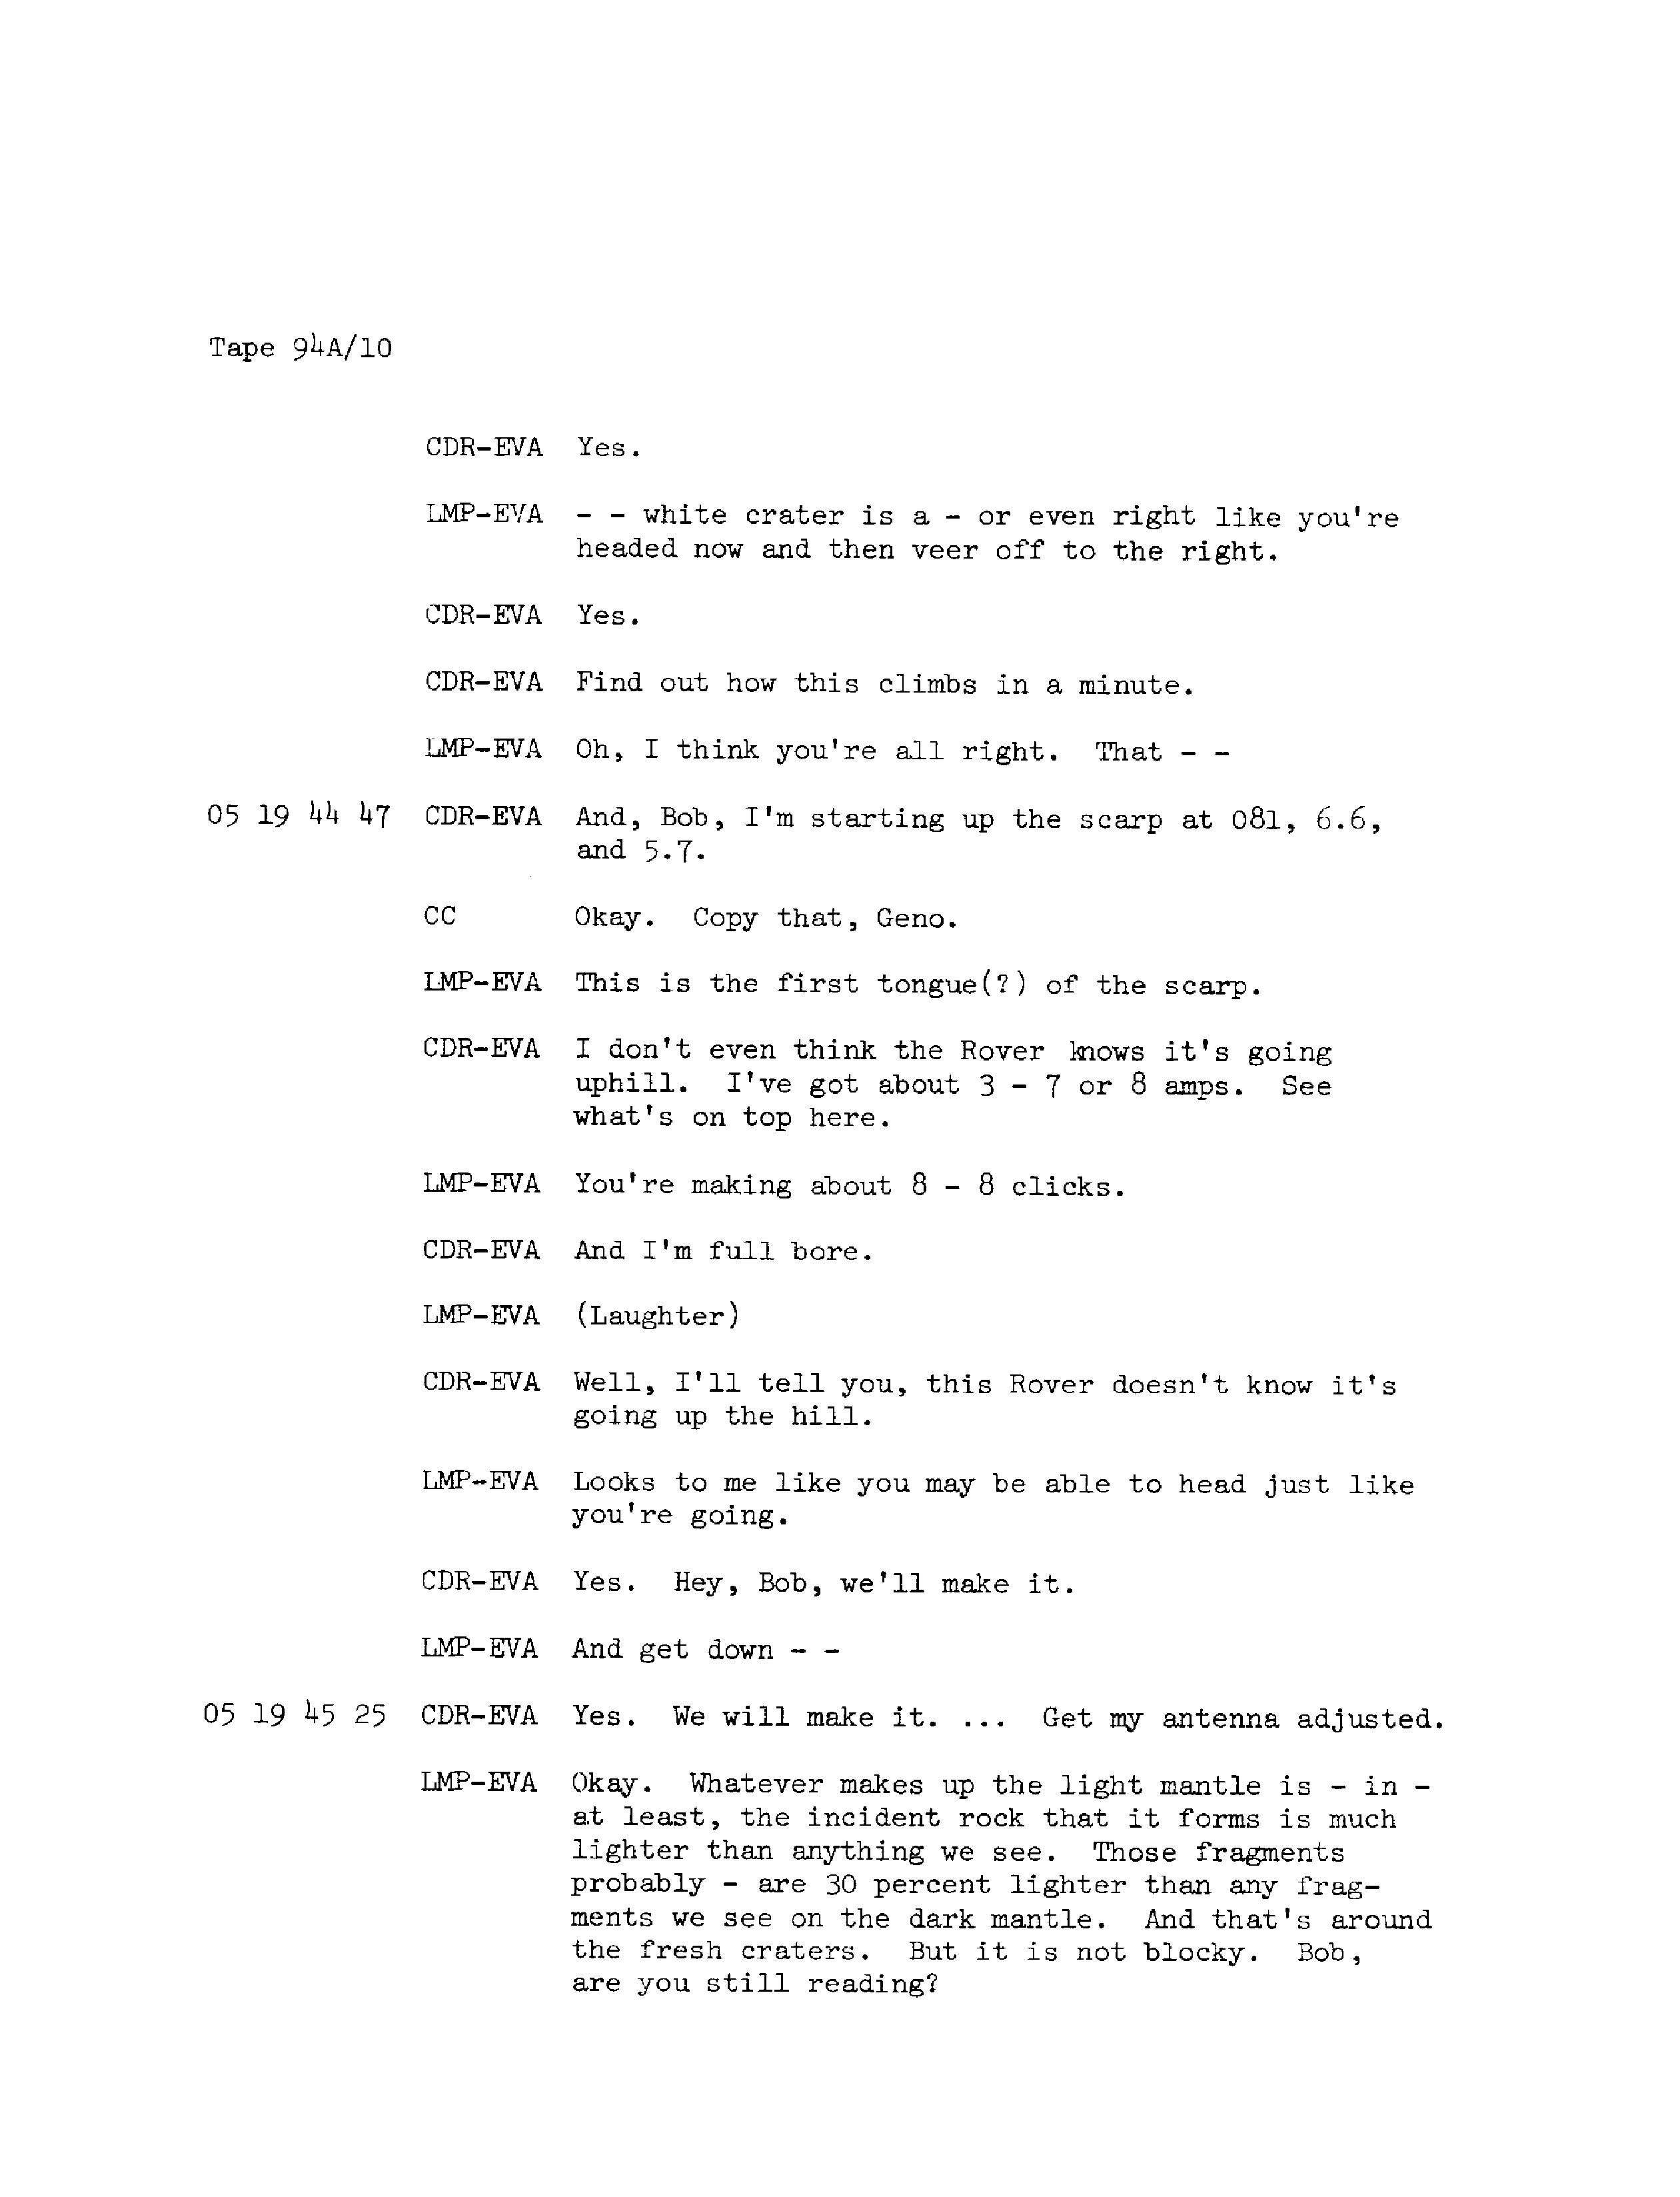 Tape 94A/10
CDR-EVA Yes.
LMP-EVA - - white crater is a - or even right like you're
headed now and then veer off to the right.
CDR-EVA Yes.
CDR-EVA Find out how this climbs in a minute.
LMP-EVA Oh, I think you're all right. That - -
05 19 44 47 CDR-EVA And, Bob, I'm starting up the scarp at 081, 6.6,
and 5.7.
CC Okay. Copy that, Geno.
LMP-EVA This is the first tongue(?) of the scarp.
CDR-EVA I don't even think the Rover knows it's going
uphill. I've got about 3 - 7 or 8 amps. See
what's on top here.
LMP-EVA You're making about 8 - 8 clicks.
CDR-EVA And I'm full bore.
LMP-EVA (Laughter)
CDR-EVA Well, I'll tell you, this Rover doesn't know it's
going up the hill.
LMP-EVA Looks to me like you may be able to head just like
you're going.
CDR-EVA Yes. Hey, Bob, we'll make it.
LMP-EVA And get down - -
05 19 45 25 CDR-EVA Yes. We will make it. ... Get my antenna adjusted.
LMP-EVA Okay. Whatever makes up the light mantle is - in -
at least, the incident rock that it forms is much
lighter than anything we see. Those fragments
probably - are 30 percent lighter than any frag-
ments we see on the dark mantle. And that's around
the fresh craters. But it is not blocky. Bob,
are you still reading?